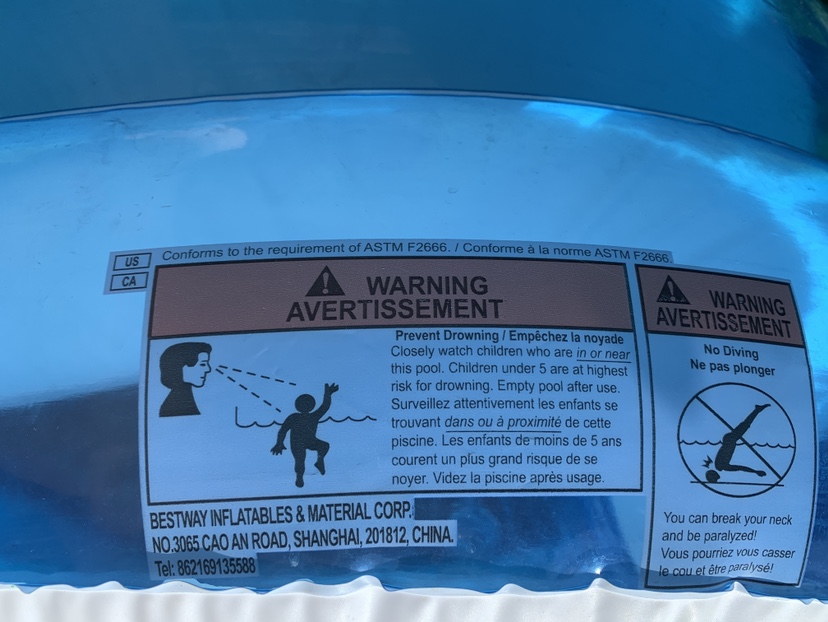 US
CA
Conforms to the requirement of ASTM F2666. / Conforme à la norme ASTM F2666.
WARNING
AVERTISSEMENT
Prevent Drowning / Empêchez la noyade
Closely watch children who are in or near
this pool. Children under 5 are at highest
risk for drowning. Empty pool after use.
Surveillez attentivement les enfants se
trouvant dans ou à proximité de cette
piscine. Les enfants de moins de 5 ans
courent un plus grand risque de se
noyer. Videz la piscine après usage.
BESTWAY INFLATABLES & MATERIAL CORP.
NO.3065 CAO AN ROAD, SHANGHAI, 201812, CHINA.
Tel: 862169135588
WARNING
AVERTISSEMENT
No Diving
Ne pas plonger
You can break your neck
and be paralyzed!
Vous pourriez vous casser
le cou et être paralysé!